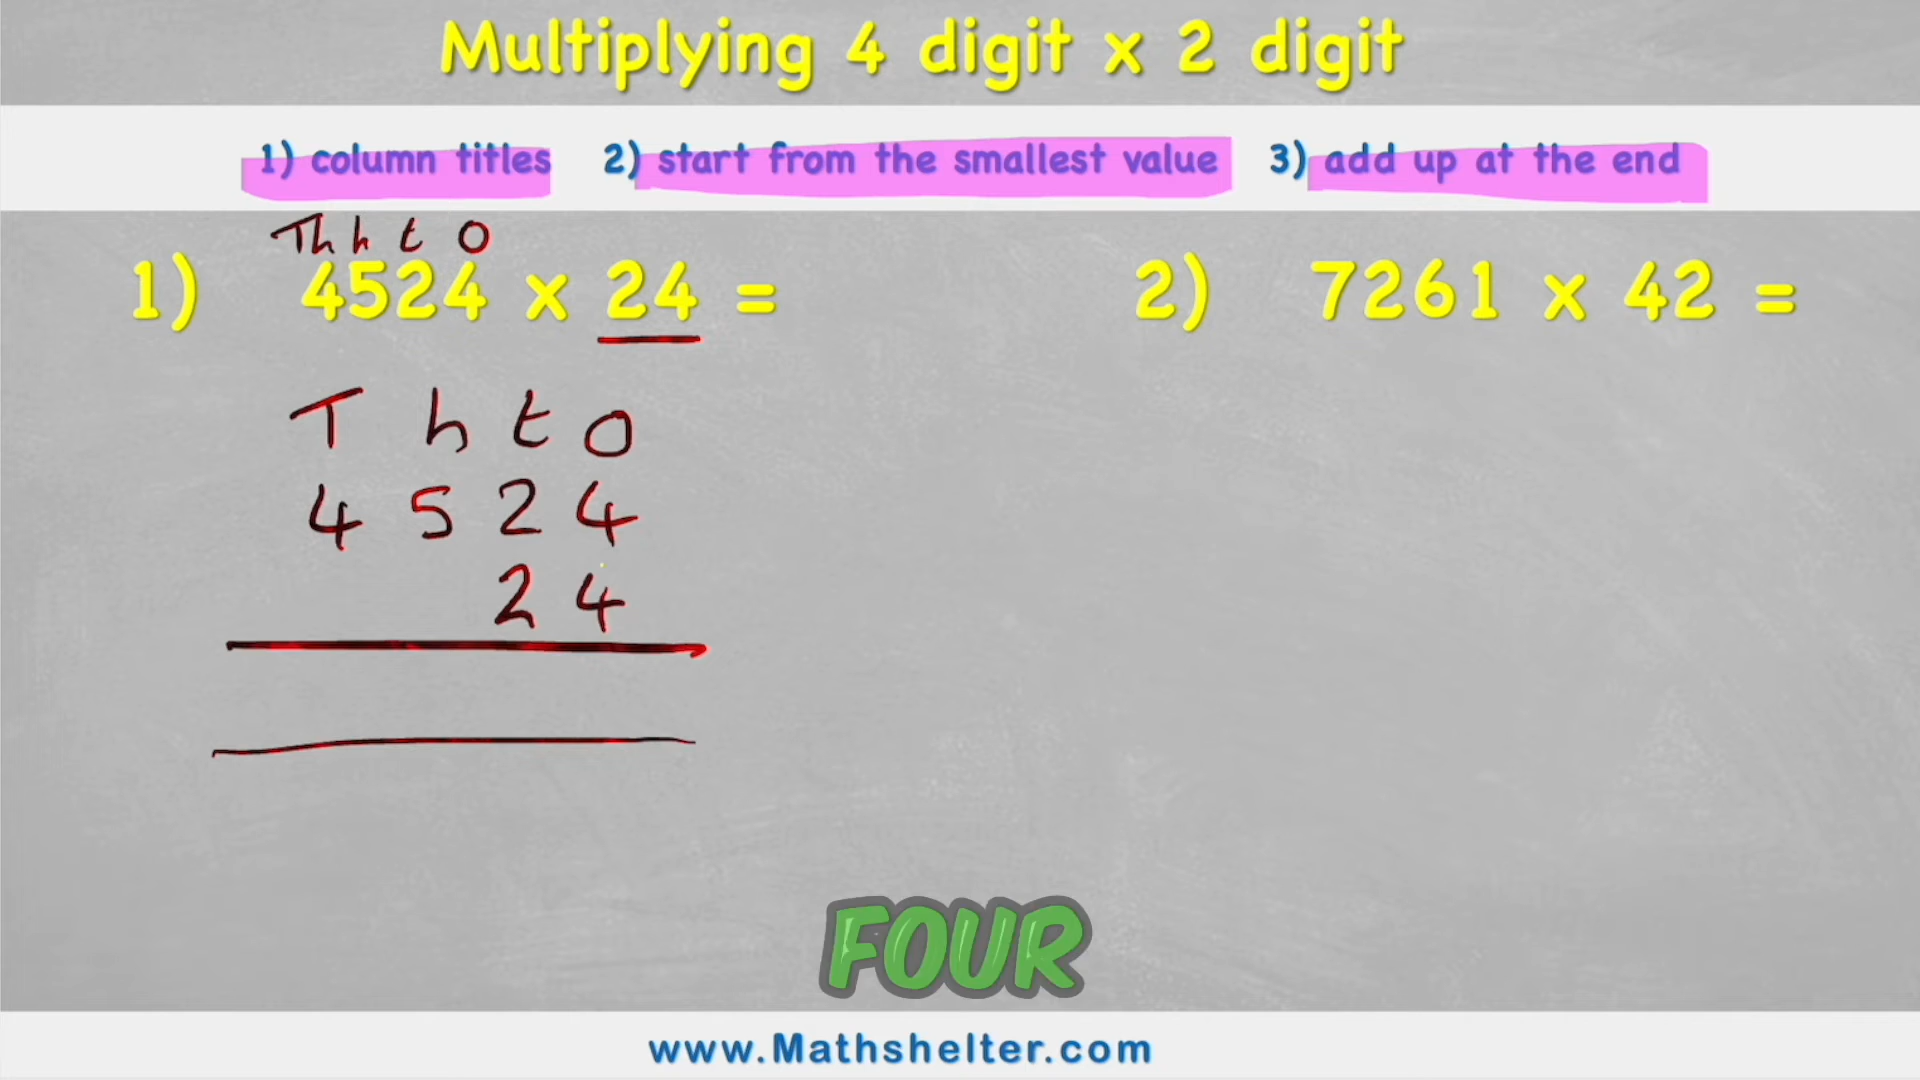 Multiplying 4 digit x 2 digit
1) column titles 2) start from the smallest value 3) add up at the end
Th h t O
1) 4524 x 24 =
2) 7261 x 42 =
T h t O
4 5 2 4
2 4
FOUR
www.Mathshelter.com